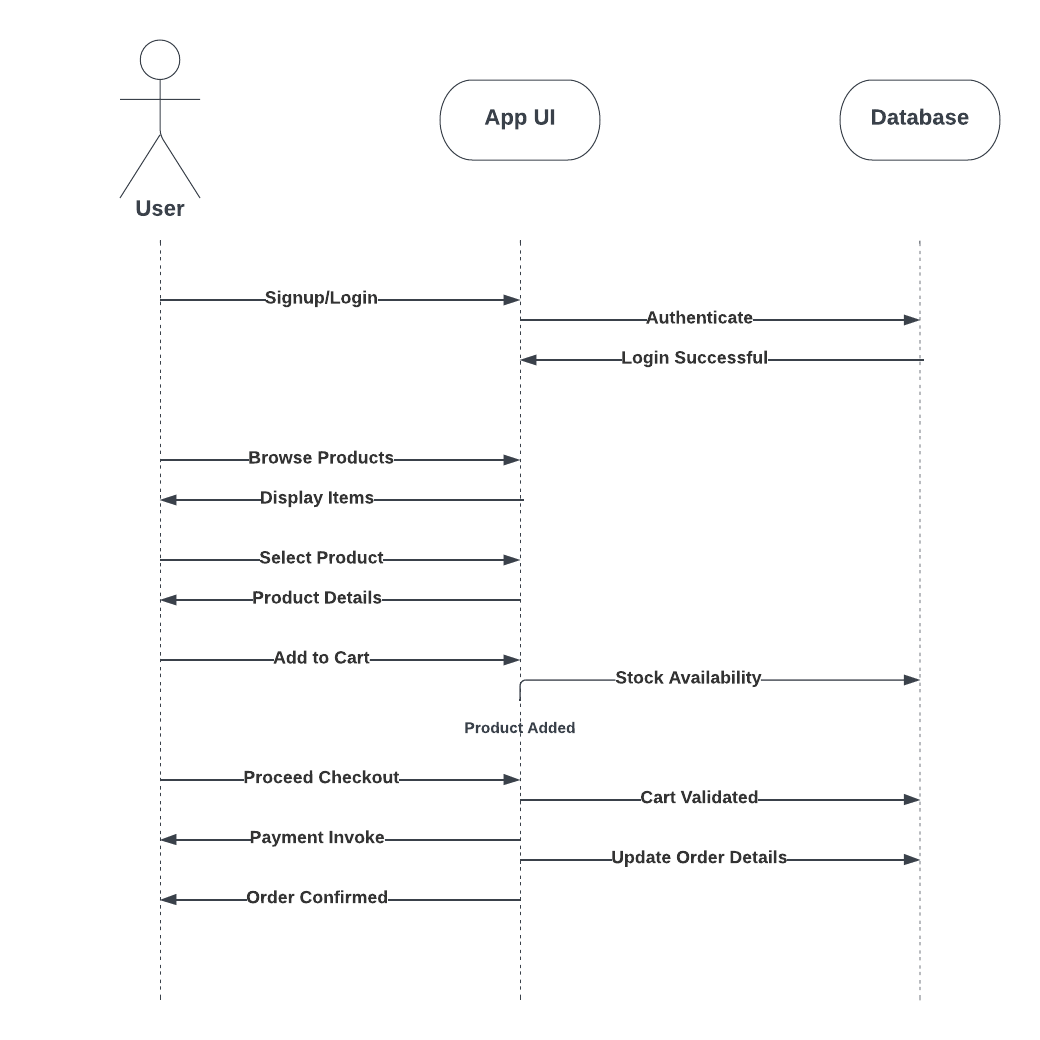 App UI
Database
User
Signup/Login
Authenticate
Login Successful
Browse Products
Display Items
Select Product
Product Details
Add to Cart
Stock Availability
Product Added
Proceed Checkout
Cart Validated
Payment Invoke
Update Order Details
Order Confirmed